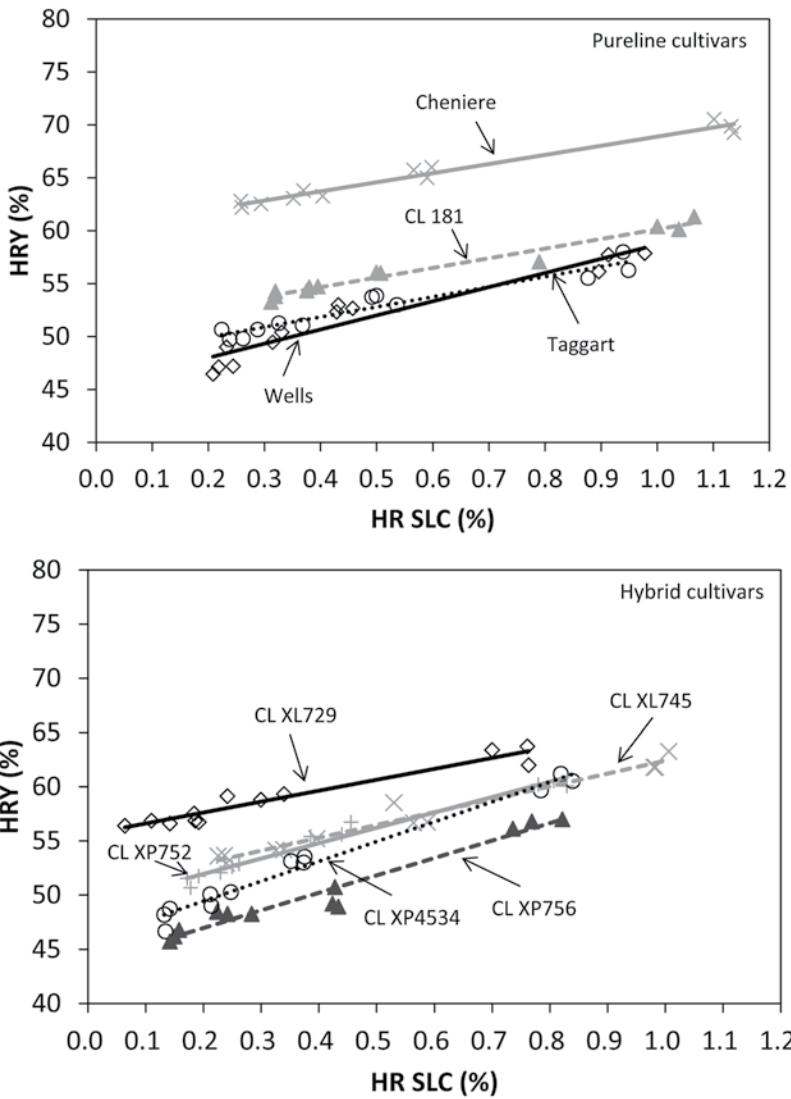 80
Pureline cultivars
75
Cheniere
70
65
CL 181
60
55
50
Taggart
45
Wells
40
HRY (%)
0.0 0.1 0.2 0.3 0.4 0.5 0.6 0.7 0.8 0.9 1.0 1.1 1.2
HR SLC (%)
80
Hybrid cultivars
75
70
CL XL729
CL XL745
65
60
55
CL XP752
50
CL XP4534
CL XP756
45
40
HRY (%)
0.0 0.1 0.2 0.3 0.4 0.5 0.6 0.7 0.8 0.9 1.0 1.1 1.2
HR SLC (%)